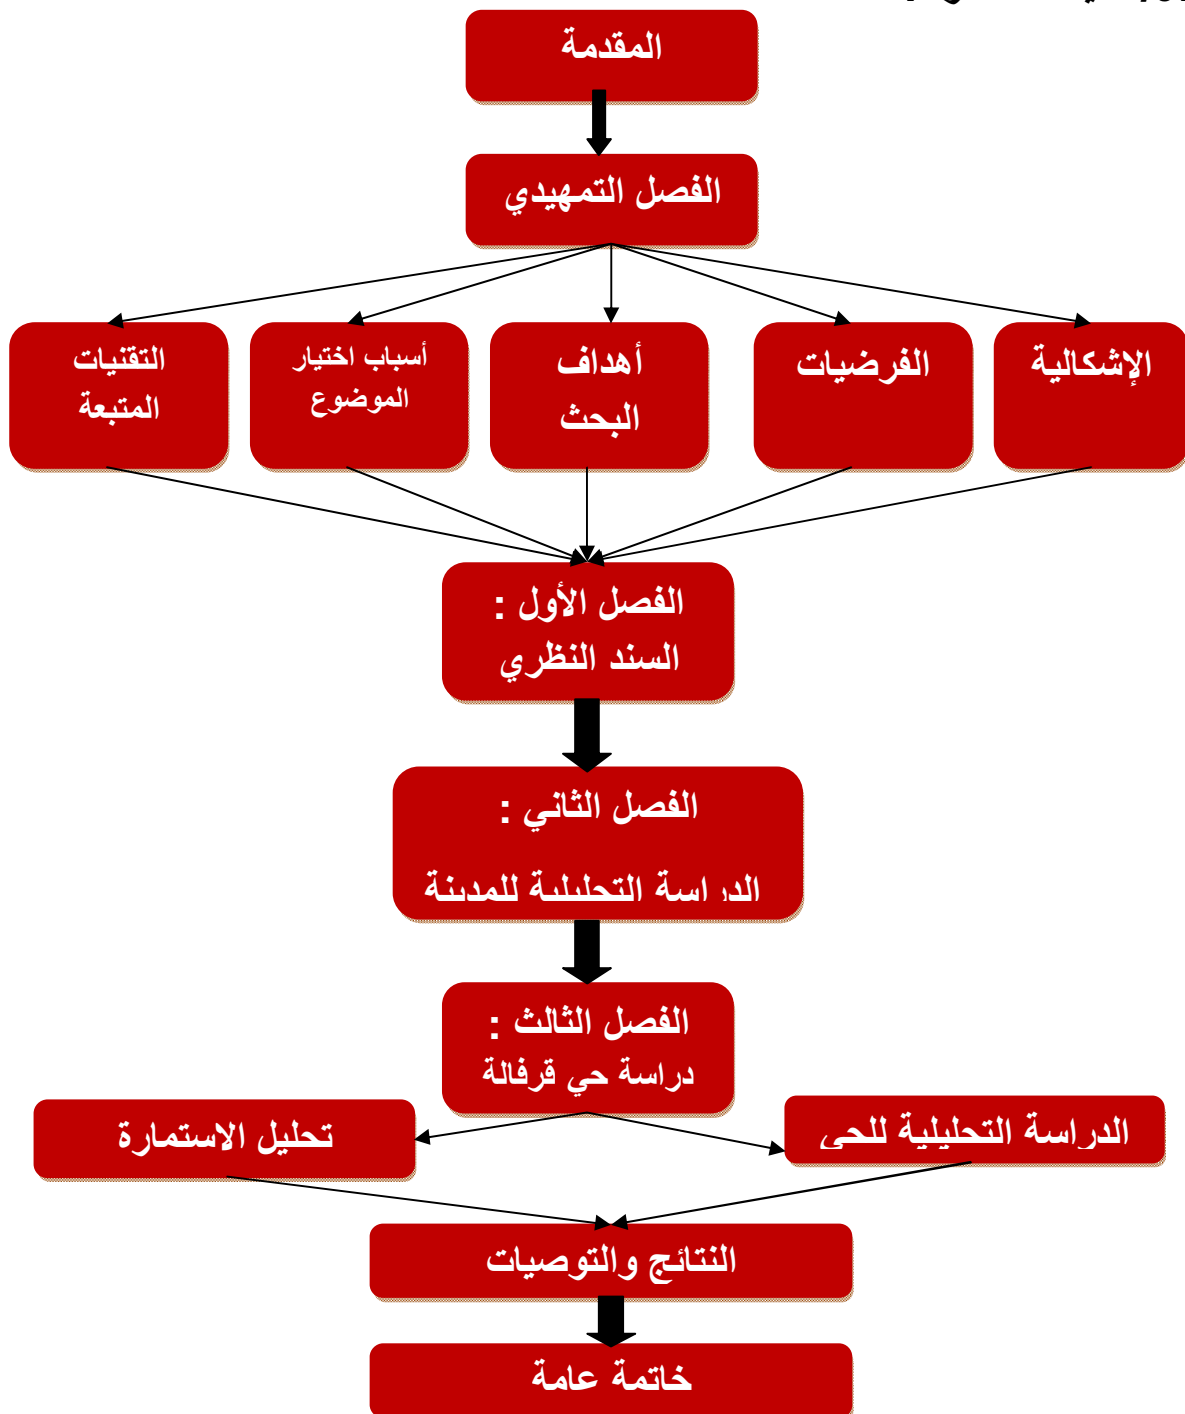 المقدمة
الفصل التمهيدي
الإشكالية
الفرضيات
أهداف
البحث
أسباب اختيار
الموضوع
التقنيات
المتبعة
الفصل الأول :
السند النظري
الفصل الثاني :
الدراسة التحليلية للمدينة
الفصل الثالث :
دراسة حي قرفالة
الدراسة التحليلية للحي
تحليل الاستمارة
النتائج والتوصيات
خاتمة عامة